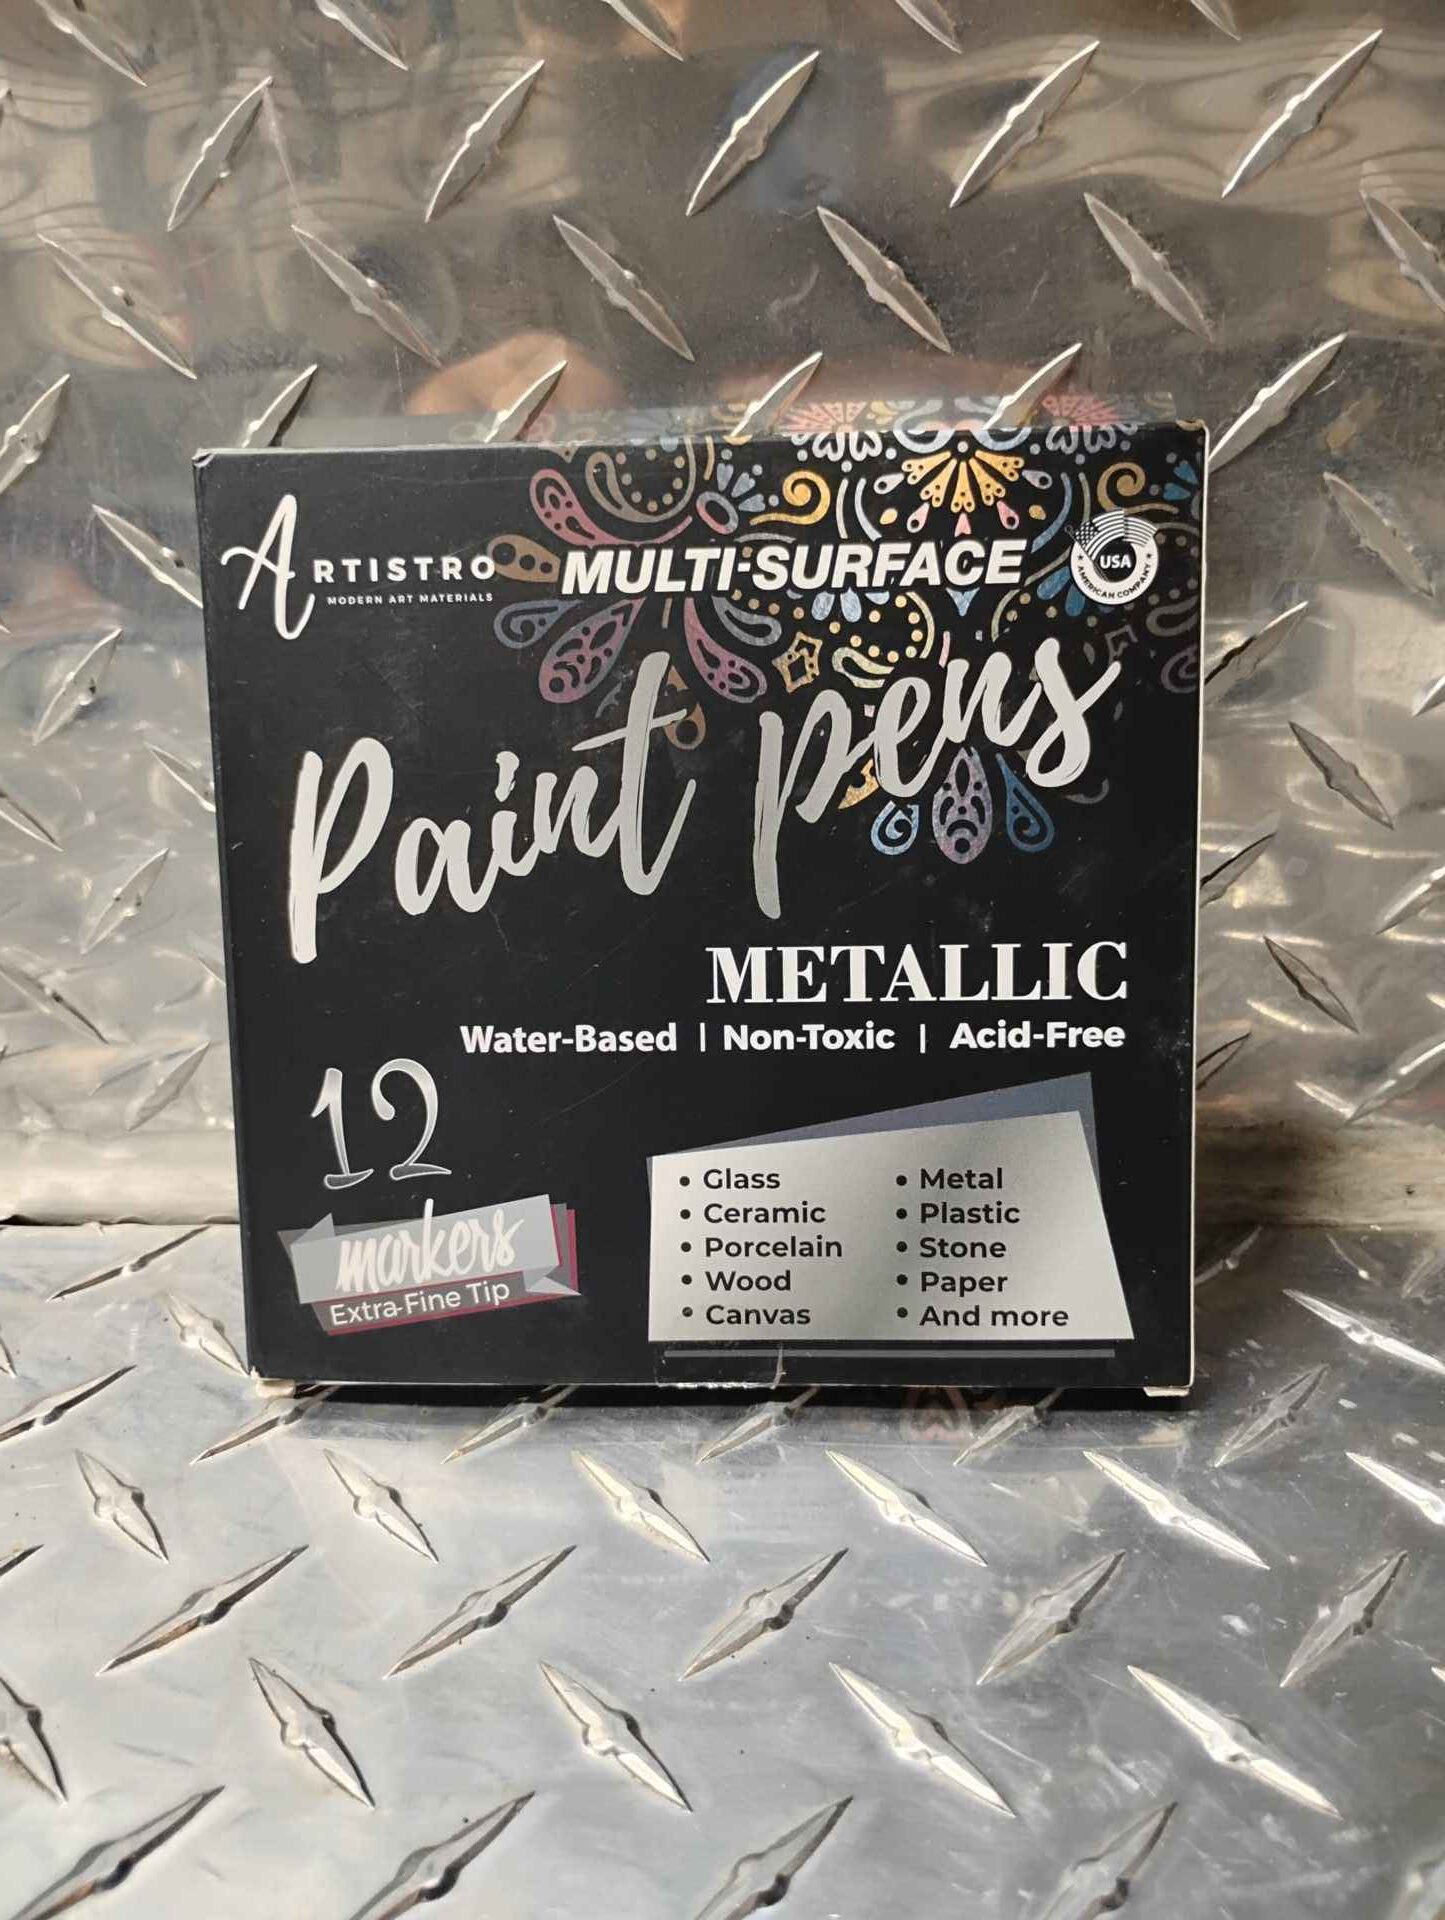 ARTISTRO
MODERN ART MATERIALS
MULTI-SURFACE
USA
AMERICAN COMPANY
Paint pens
METALLIC
Water-Based | Non-Toxic | Acid-Free
12
markers
Extra-Fine Tip
• Glass
• Ceramic
• Porcelain
• Wood
• Canvas
• Metal
• Plastic
• Stone
• Paper
• And more